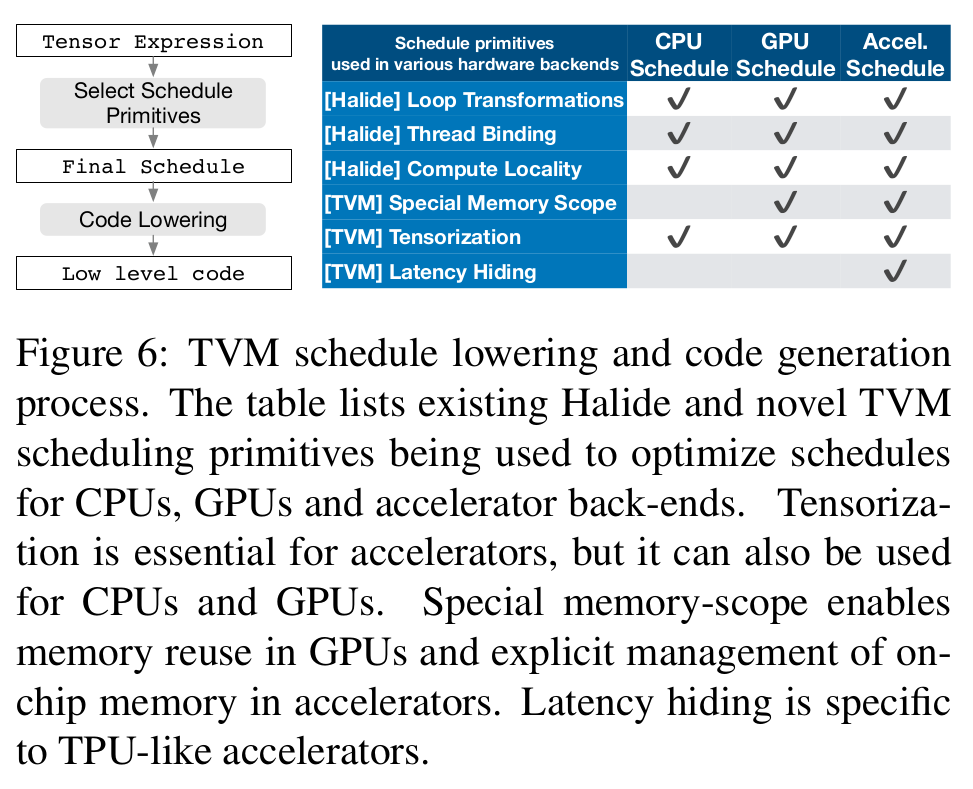 Tensor Expression
Select Schedule
Primitives
Final Schedule
Code Lowering
Low level code
Schedule primitives
used in various hardware backends
CPU
Schedule
GPU
Schedule
Accel.
Schedule
[Halide] Loop Transformations ✓ ✓ ✓
[Halide] Thread Binding ✓ ✓ ✓
[Halide] Compute Locality ✓ ✓ ✓
[TVM] Special Memory Scope ✓ ✓
[TVM] Tensorization ✓ ✓ ✓
[TVM] Latency Hiding ✓
Figure 6: TVM schedule lowering and code generation
process. The table lists existing Halide and novel TVM
scheduling primitives being used to optimize schedules
for CPUs, GPUs and accelerator back-ends. Tensoriza-
tion is essential for accelerators, but it can also be used
for CPUs and GPUs. Special memory-scope enables
memory reuse in GPUs and explicit management of on-
chip memory in accelerators. Latency hiding is specific
to TPU-like accelerators.